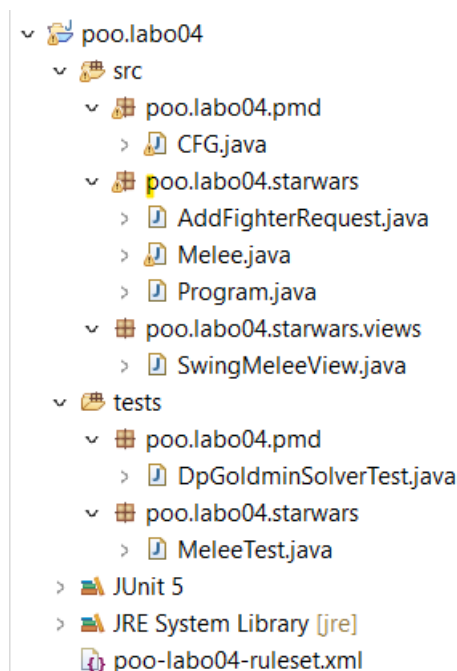 poo.labo04
src
poo.labo04.pmd
CFG.java
poo.labo04.starwars
AddFighterRequest.java
Melee.java
Program.java
poo.labo04.starwars.views
SwingMeleeView.java
tests
poo.labo04.pmd
DpGoldminSolverTest.java
poo.labo04.starwars
MeleeTest.java
JUnit 5
JRE System Library [jre]
poo-labo04-ruleset.xml